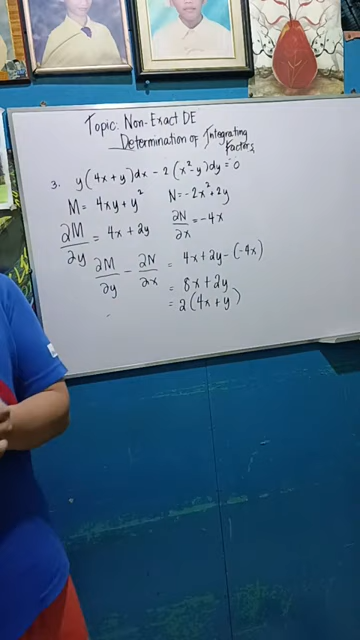 Topic: Non-Exact DE
Determination of Integrating
Factors
3. y(4x+y)dx - 2(x²-y)dy = 0
M = 4xy + y² N = -2x² + 2y
∂M/∂y = 4x + 2y ∂N/∂x = -4x
∂M/∂y - ∂N/∂x = 4x + 2y - (-4x)
= 8x + 2y
= 2(4x + y)